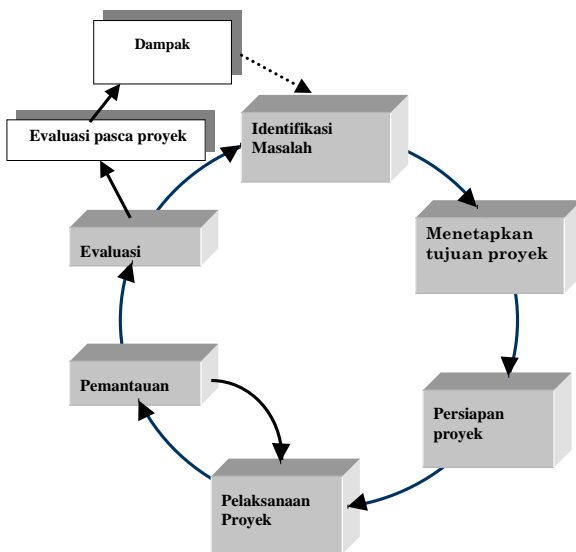 Dampak
Evaluasi pasca proyek
Identifikasi
Masalah
Evaluasi
Menetapkan
tujuan proyek
Pemantauan
Persiapan
proyek
Pelaksanaan
Proyek